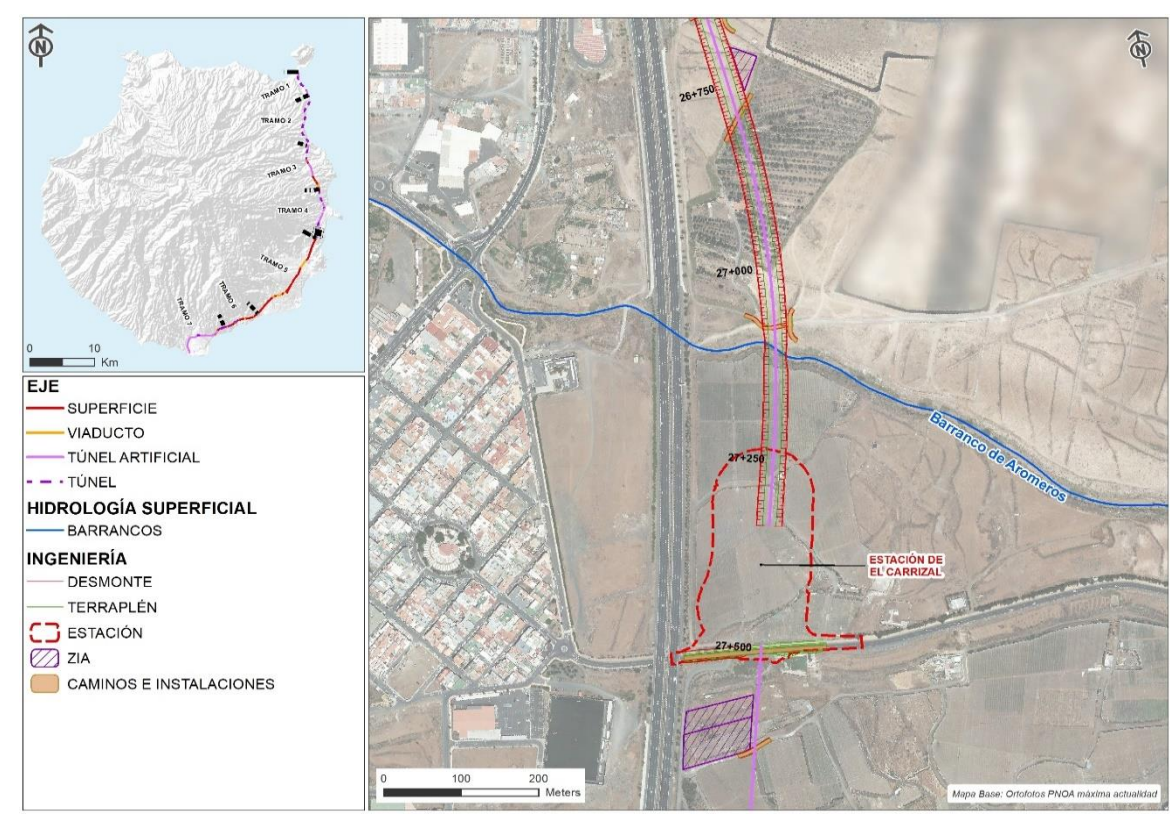 N
TRAMO 1
TRAMO 2
TRAMO 3
TRAMO 4
TRAMO 5
TRAMO 6
TRAMO 7
0 10
Km
EJE
SUPERFICIE
VIADUCTO
TÚNEL ARTIFICIAL
TÚNEL
HIDROLOGÍA SUPERFICIAL
BARRANCOS
INGENIERÍA
DESMONTE
TERRAPLÉN
ESTACIÓN
ZIA
CAMINOS E INSTALACIONES
N
26+750
27+000
Barranco de Aromeros
27+250
ESTACIÓN DE
EL CARRIZAL
27+500
0 100 200
Meters
Mapa Base: Ortofotos PNOA máxima actualidad